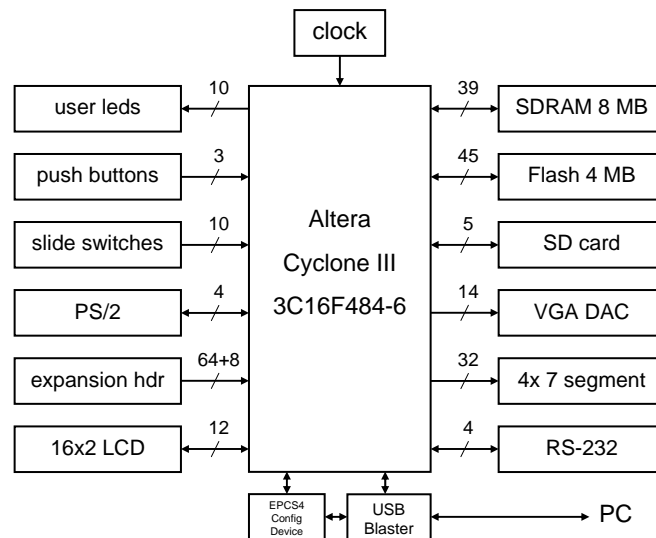 clock
10
39
user leds
SDRAM 8 MB
3
45
push buttons
Flash 4 MB
10
5
slide switches
SD card
Altera
Cyclone III
3C16F484-6
4
14
PS/2
VGA DAC
64+8
32
expansion hdr
4x 7 segment
12
4
16x2 LCD
RS-232
EPCS4
Config
Device
USB
Blaster
PC